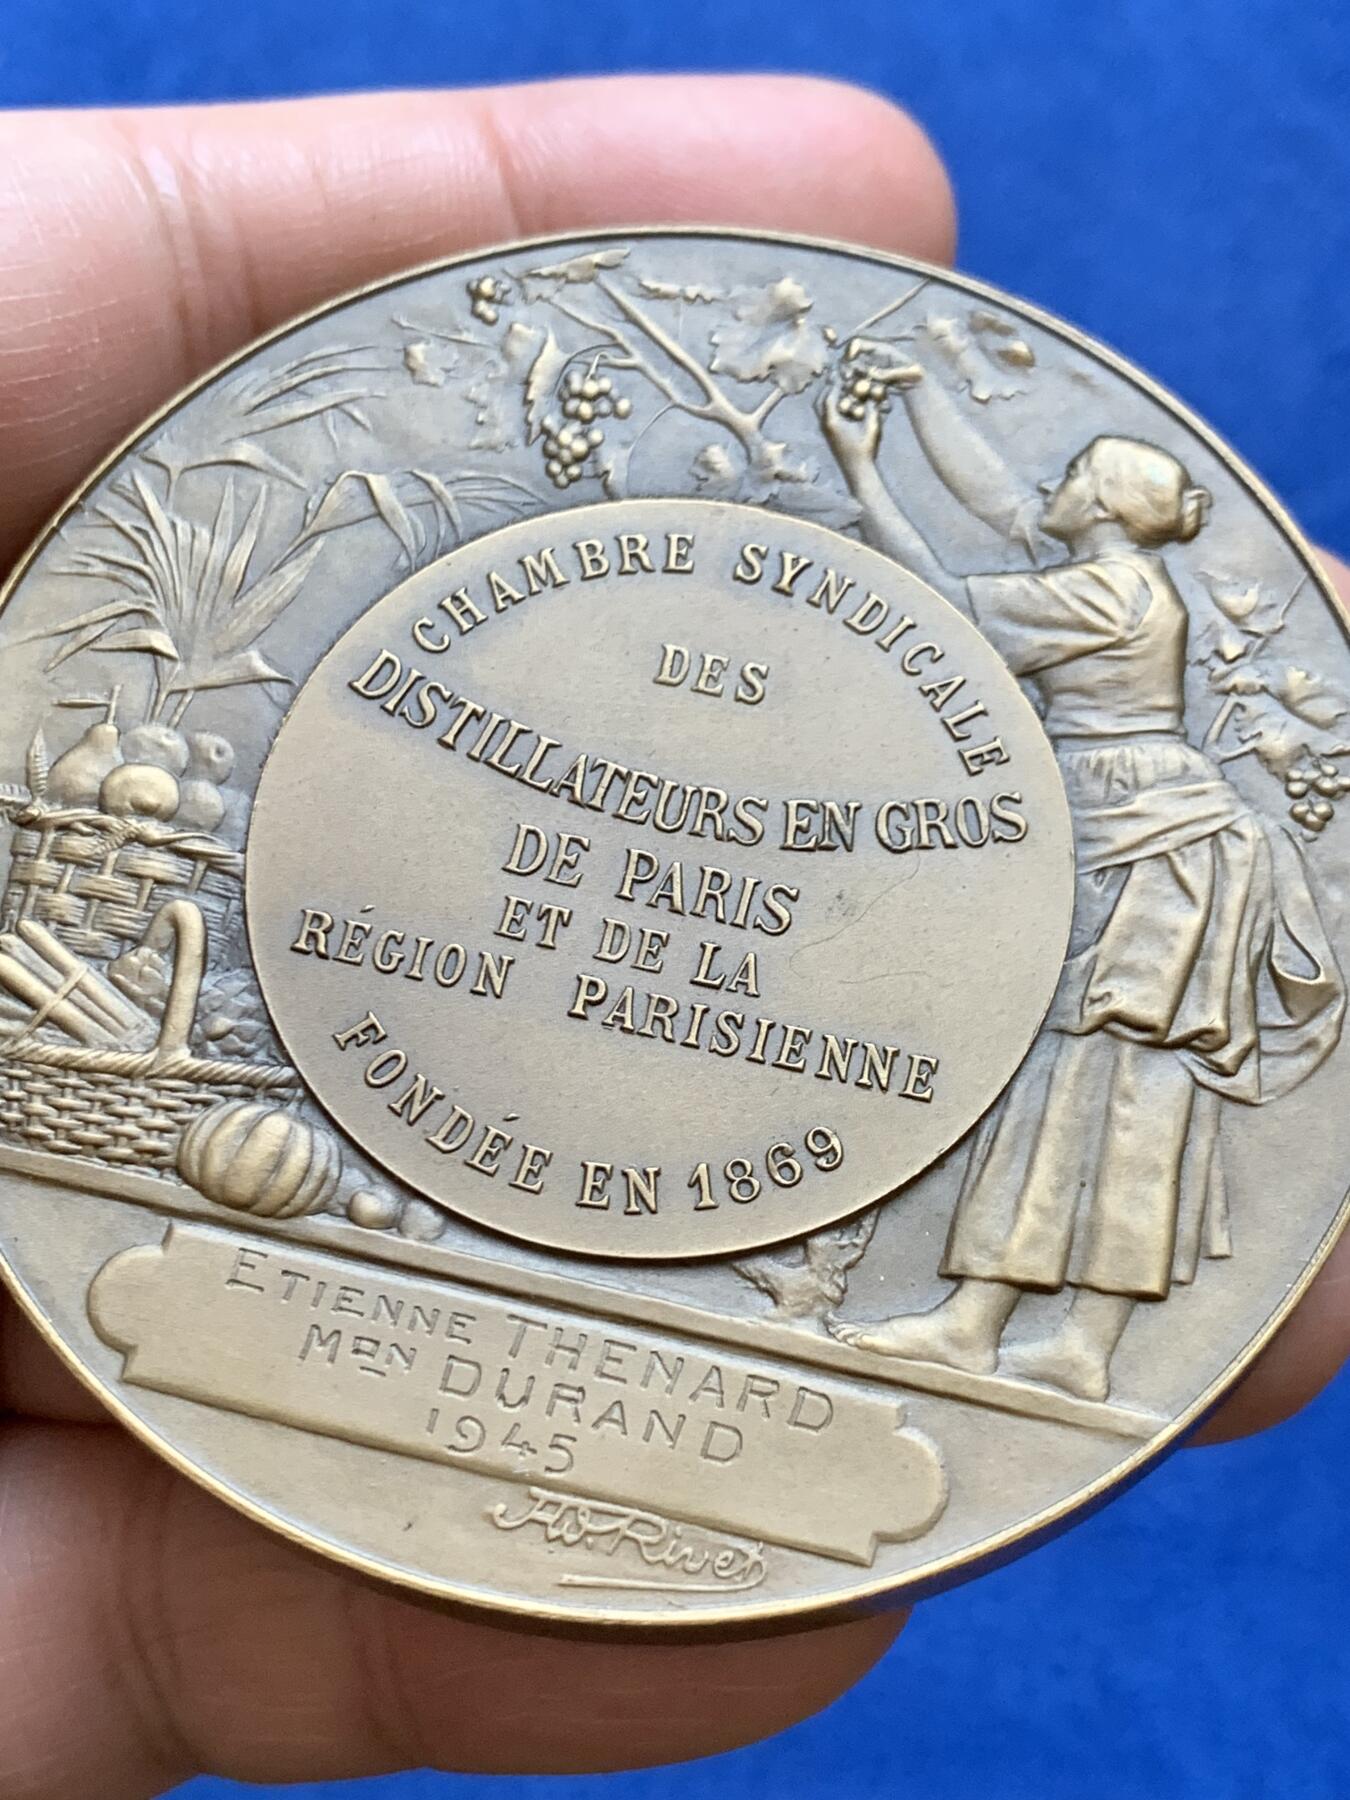 CHAMBRE SYNDICALE
DES
DISTILLATEURS EN GROS
DE PARIS
ET DE LA
RÉGION PARISIENNE
FONDÉE EN 1869
ETIENNE THENARD
MON DURAND
1945
Ad. Rivet